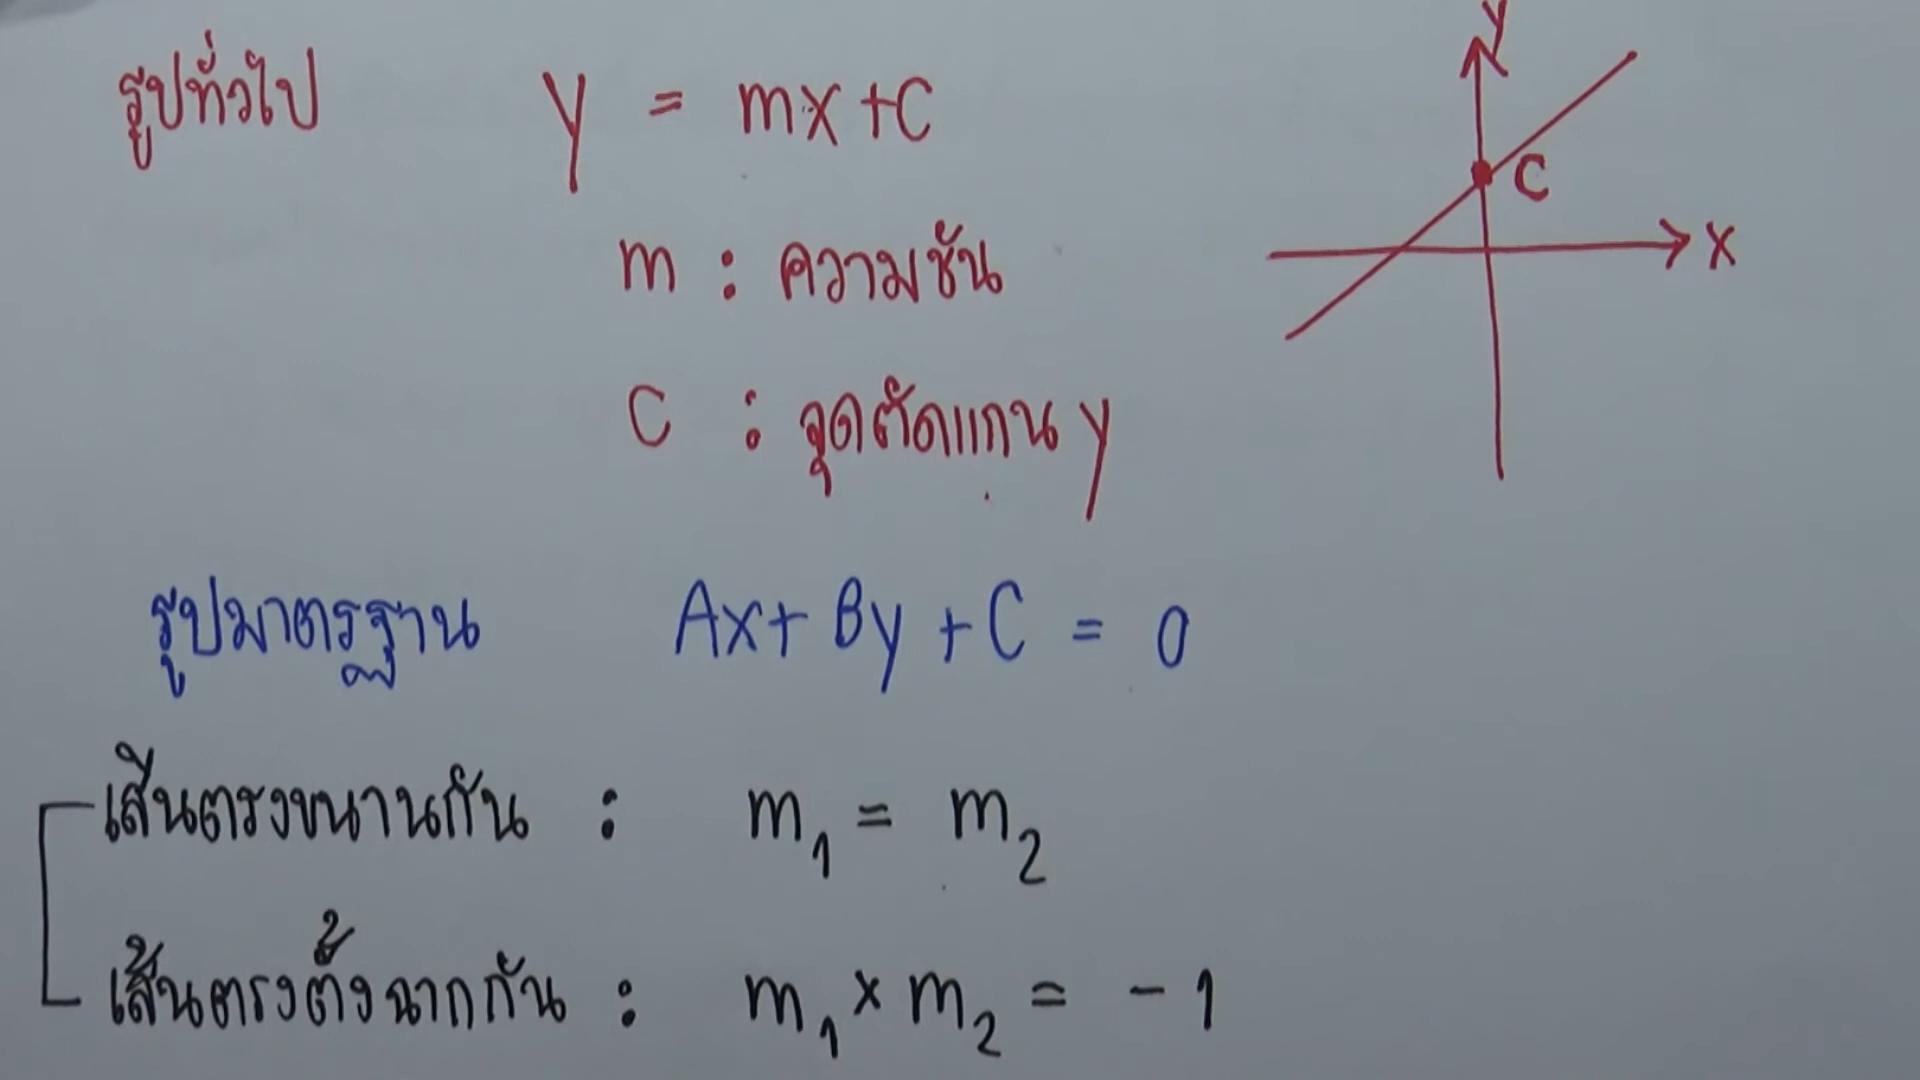 รูปทั่วไป y = mx+C
m : ความชัน
C : จุดตัดแกน y
y
C
X
รูปมาตรฐาน Ax+ By + C = 0
เส้นตรงขนานกัน : m₁ = m₂
เส้นตรงตั้งฉากกัน : m₁ × m₂ = - 1